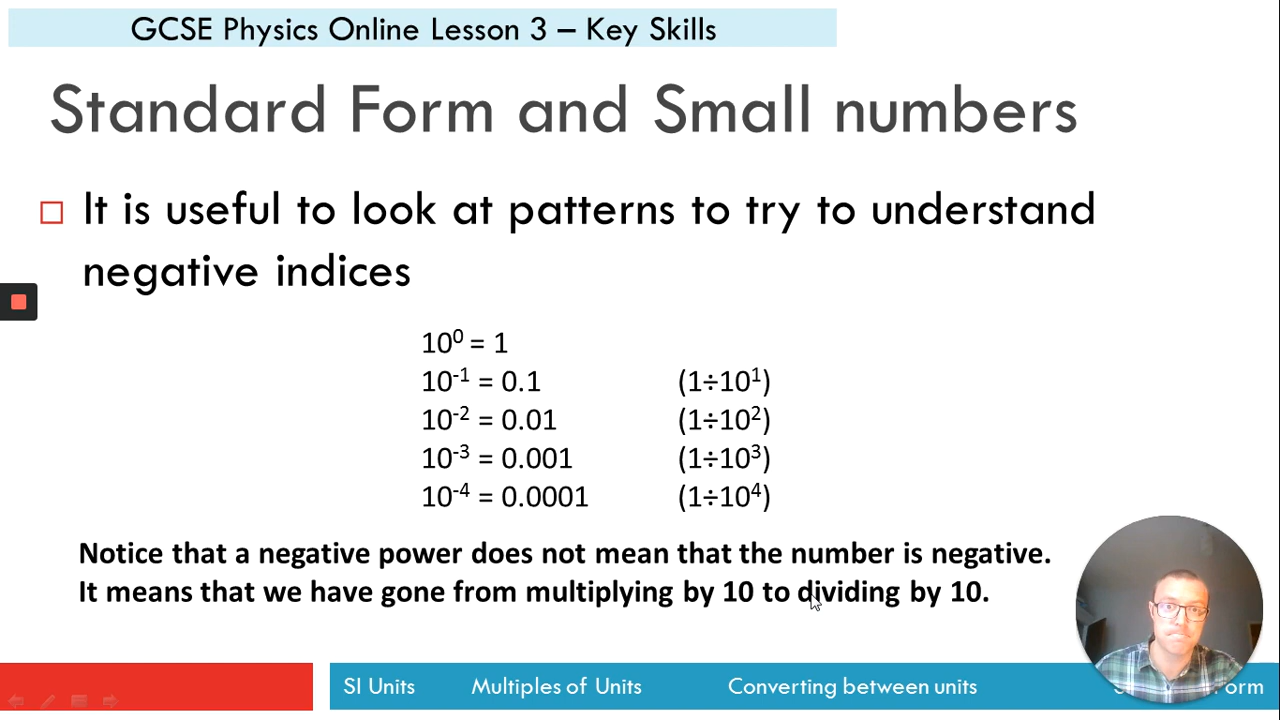 GCSE Physics Online Lesson 3 – Key Skills
Standard Form and Small numbers
It is useful to look at patterns to try to understand
negative indices
10⁰ = 1
10⁻¹ = 0.1 (1÷10¹)
10⁻² = 0.01 (1÷10²)
10⁻³ = 0.001 (1÷10³)
10⁻⁴ = 0.0001 (1÷10⁴)
Notice that a negative power does not mean that the number is negative.
It means that we have gone from multiplying by 10 to dividing by 10.
SI Units Multiples of Units Converting between units